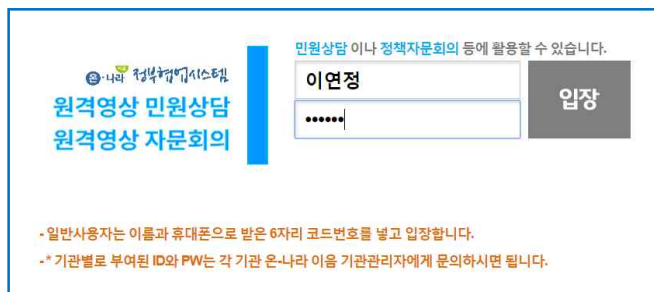 민원상담 이나 정책자문회의 등에 활용할 수 있습니다.
온·나라 정부협업시스템
원격영상 민원상담
원격영상 자문회의
이연정
••••••
입장
- 일반사용자는 이름과 휴대폰으로 받은 6자리 코드번호를 넣고 입장합니다.
-* 기관별로 부여된 ID와 PW는 각 기관 온-나라 이음 기관관리자에게 문의하시면 됩니다.